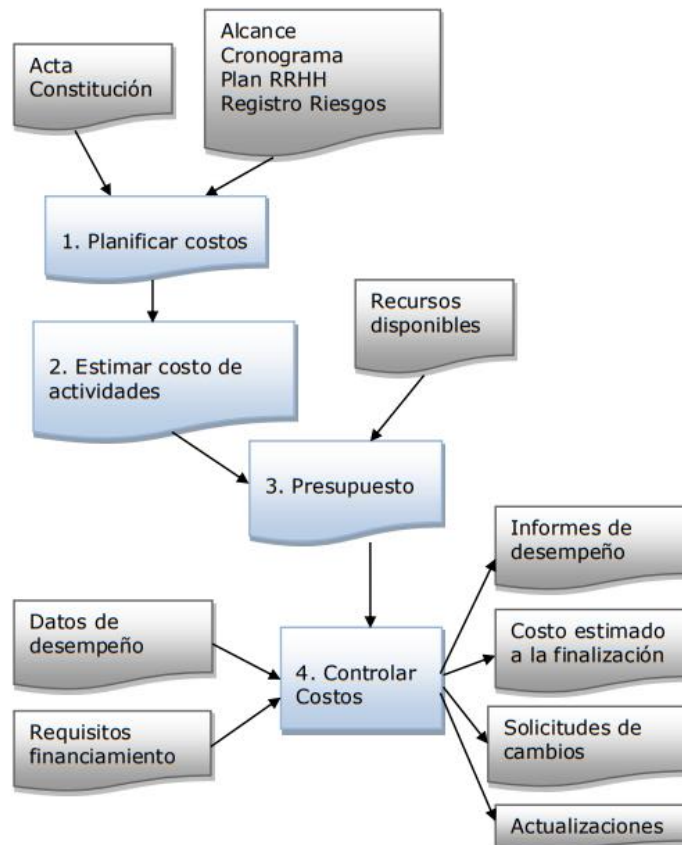 Acta
Constitución
Alcance
Cronograma
Plan RRHH
Registro Riesgos
1. Planificar costos
Recursos
disponibles
2. Estimar costo de
actividades
3. Presupuesto
Informes de
desempeño
Datos de
desempeño
Costo estimado
a la finalización
4. Controlar
Costos
Requisitos
financiamiento
Solicitudes de
cambios
Actualizaciones